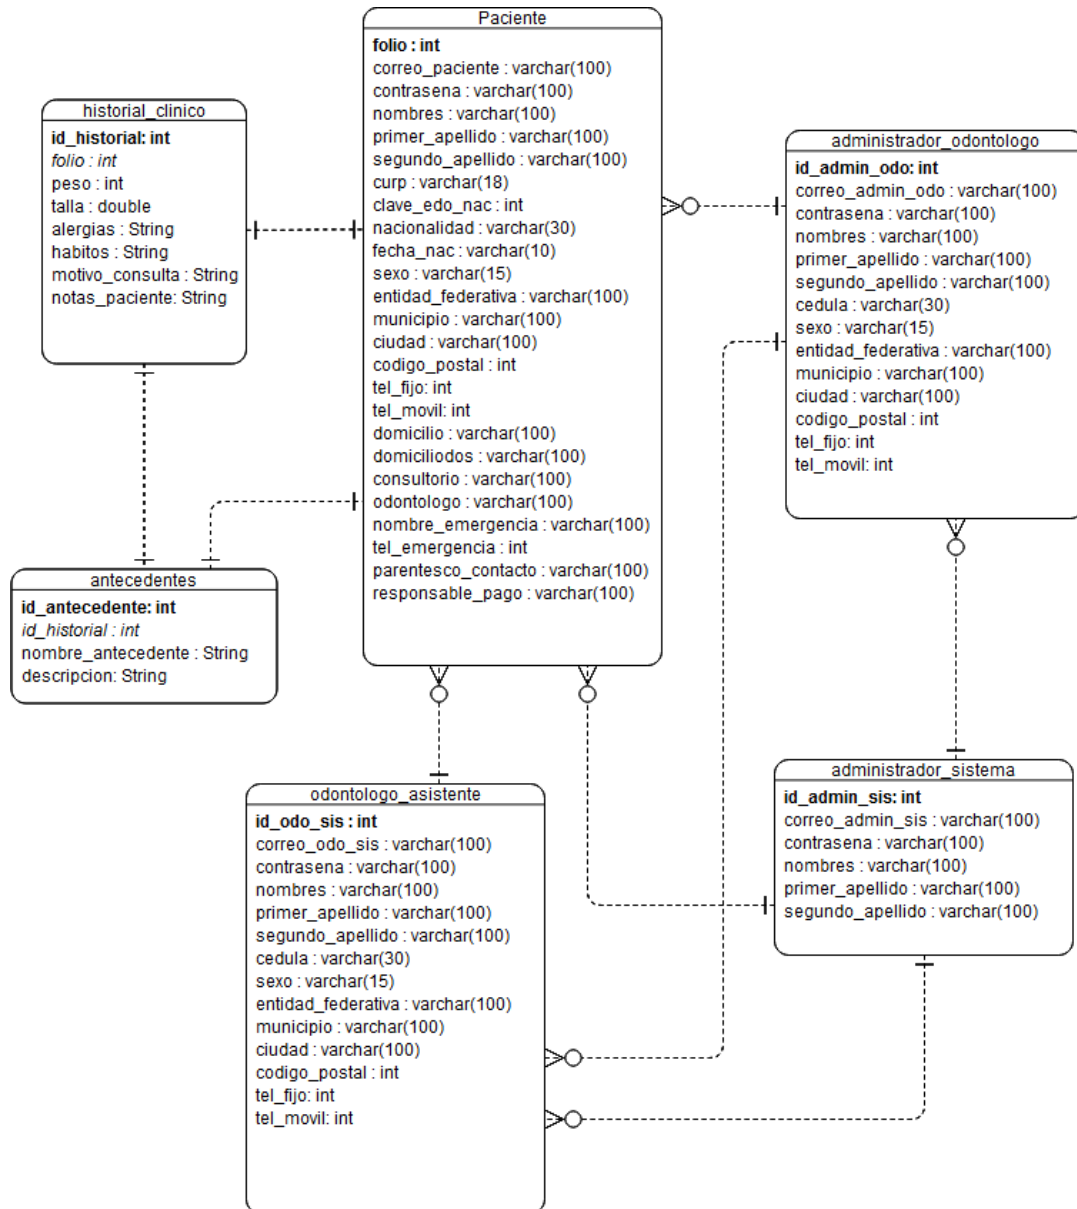 Paciente
folio : int
correo_paciente : varchar(100)
contrasena : varchar(100)
nombres : varchar(100)
primer_apellido : varchar(100)
segundo_apellido : varchar(100)
curp : varchar(18)
clave_edo_nac : int
nacionalidad : varchar(30)
fecha_nac : varchar(10)
sexo : varchar(15)
entidad_federativa : varchar(100)
municipio : varchar(100)
ciudad : varchar(100)
codigo_postal : int
tel_fijo: int
tel_movil: int
domicilio : varchar(100)
domiciliodos : varchar(100)
consultorio : varchar(100)
odontologo : varchar(100)
nombre_emergencia : varchar(100)
tel_emergencia : int
parentesco_contacto : varchar(100)
responsable_pago : varchar(100)
historial_clinico
id_historial: int
folio : int
peso : int
talla : double
alergias : String
habitos : String
motivo_consulta : String
notas_paciente: String
administrador_odontologo
id_admin_odo: int
correo_admin_odo : varchar(100)
contrasena : varchar(100)
nombres : varchar(100)
primer_apellido : varchar(100)
segundo_apellido : varchar(100)
cedula : varchar(30)
sexo : varchar(15)
entidad_federativa : varchar(100)
municipio : varchar(100)
ciudad : varchar(100)
codigo_postal : int
tel_fijo: int
tel_movil: int
antecedentes
id_antecedente: int
id_historial : int
nombre_antecedente : String
descripcion: String
odontologo_asistente
id_odo_sis : int
correo_odo_sis : varchar(100)
contrasena : varchar(100)
nombres : varchar(100)
primer_apellido : varchar(100)
segundo_apellido : varchar(100)
cedula : varchar(30)
sexo : varchar(15)
entidad_federativa : varchar(100)
municipio : varchar(100)
ciudad : varchar(100)
codigo_postal : int
tel_fijo: int
tel_movil: int
administrador_sistema
id_admin_sis: int
correo_admin_sis : varchar(100)
contrasena : varchar(100)
nombres : varchar(100)
primer_apellido : varchar(100)
segundo_apellido : varchar(100)